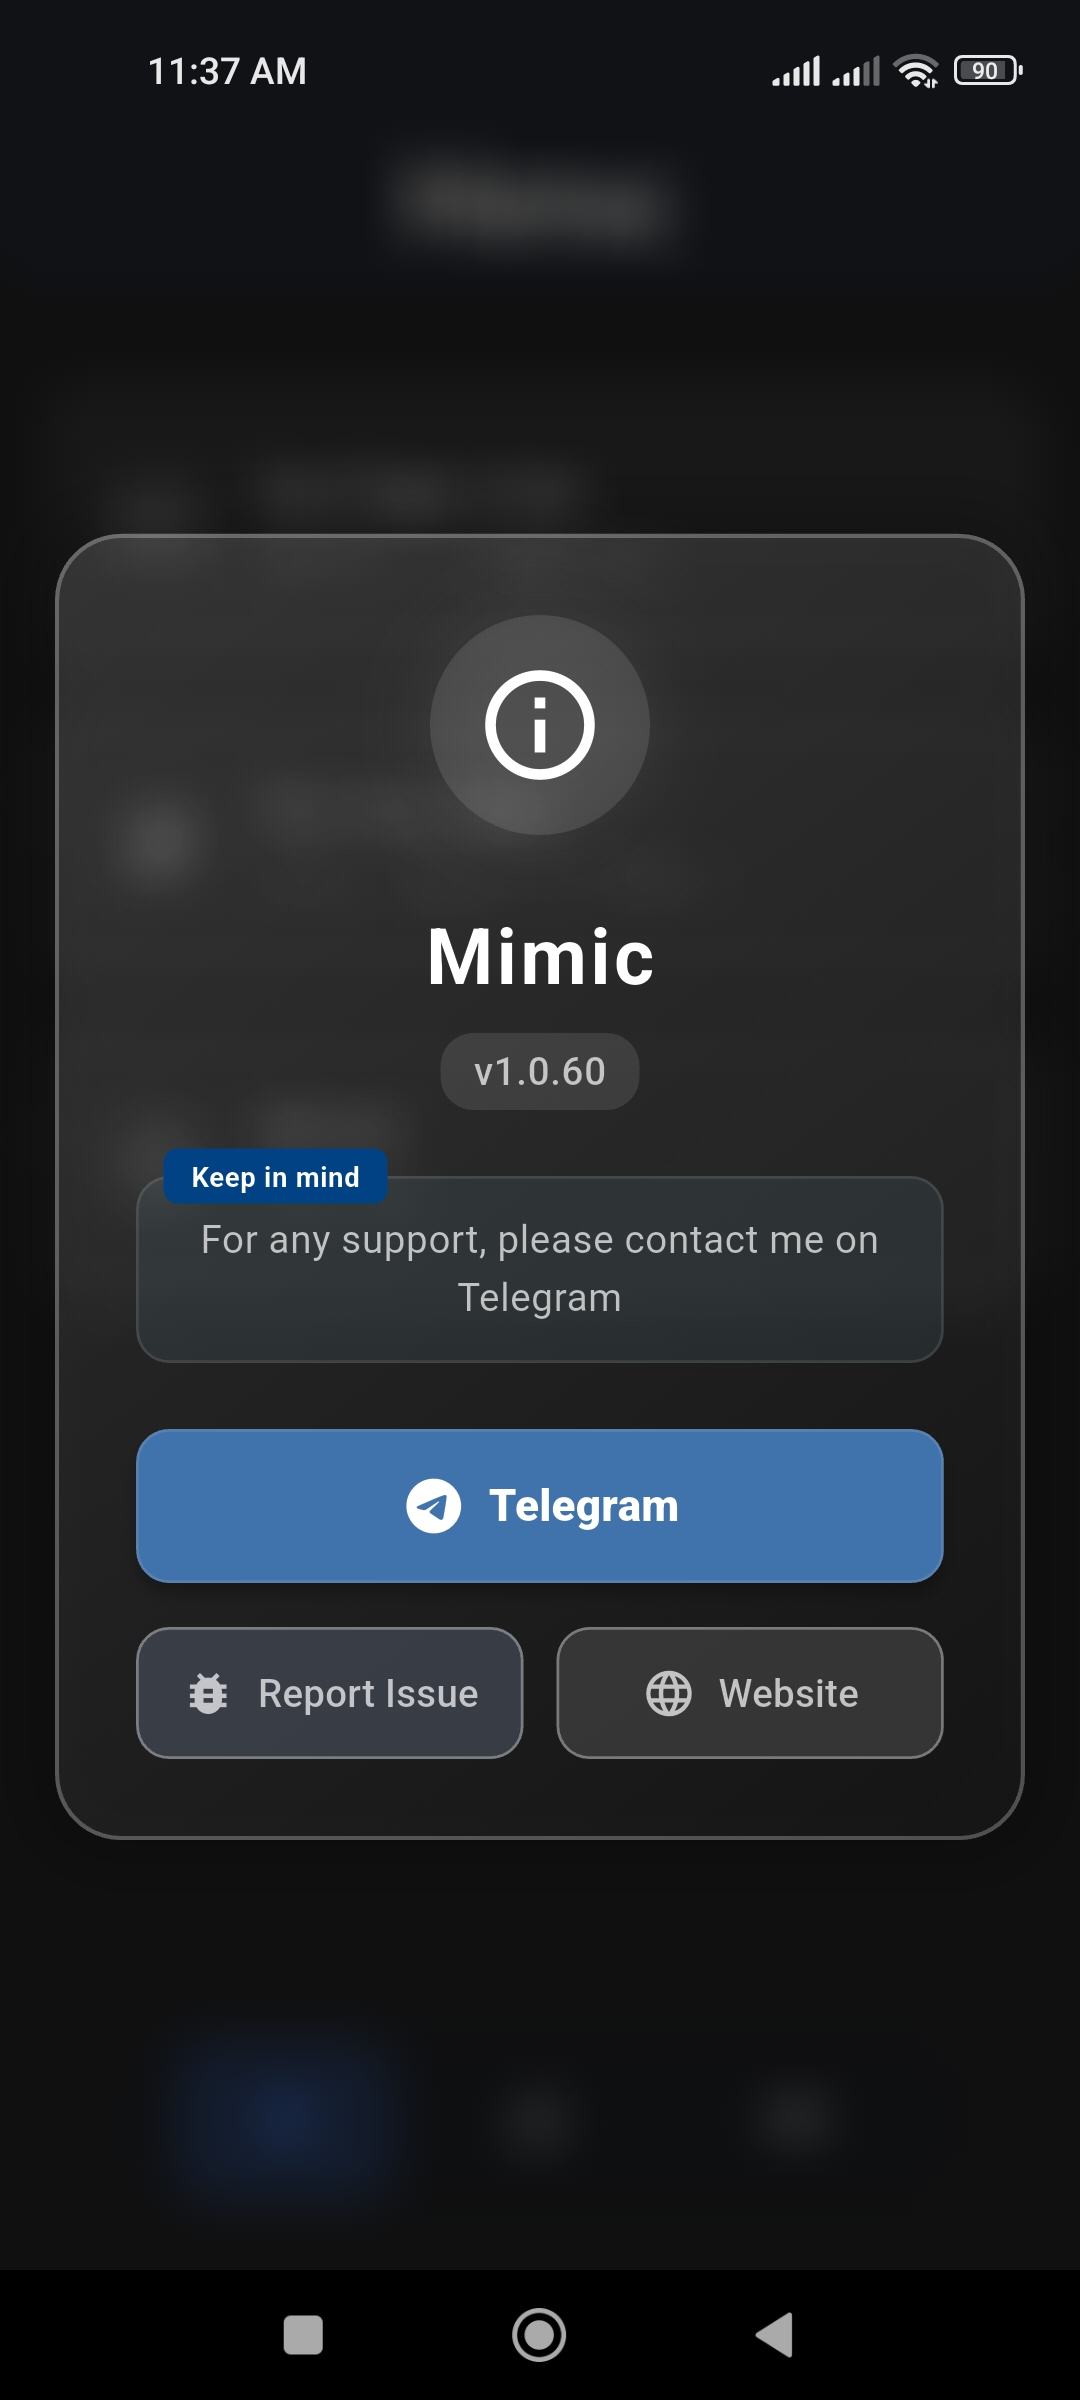 11:37 AM
90
Mimic
v1.0.60
Keep in mind
For any support, please contact me on
Telegram
Telegram
Report Issue
Website